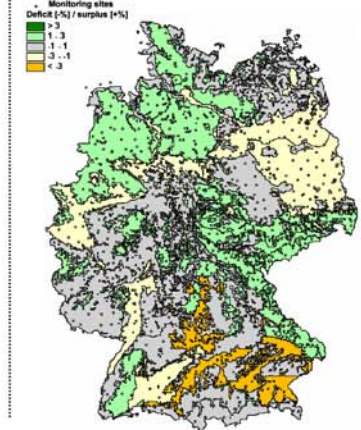 . Monitoring sites
Deficit [-%] / surplus [+%]
> 3
1 - 3
-1 - 1
-3 - -1
< -3